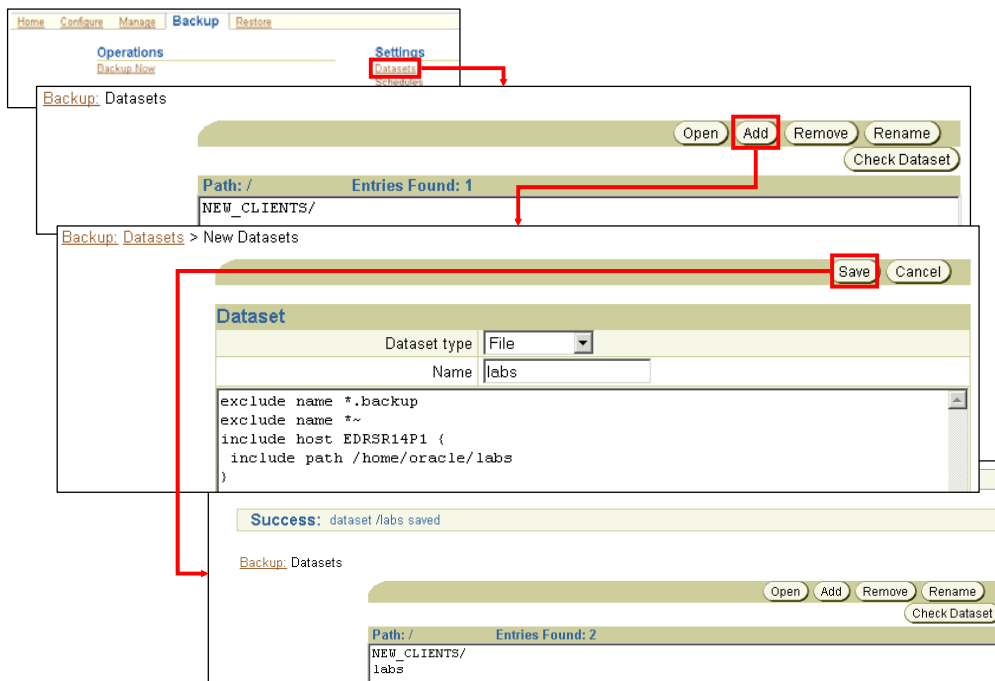 Home Configure Manage Backup Restore
Operations Settings
Backup Now Datasets
Schedules
Backup: Datasets
Open Add Remove Rename
Check Dataset
Path: / Entries Found: 1
NEW_CLIENTS/
Backup: Datasets > New Datasets
Save Cancel
Dataset
Dataset type File
Name labs
exclude name *.backup
exclude name *~
include host EDRSR14P1 {
include path /home/oracle/labs
}
Success: dataset /labs saved
Backup: Datasets
Open Add Remove Rename
Check Dataset
Path: / Entries Found: 2
NEW_CLIENTS/
labs